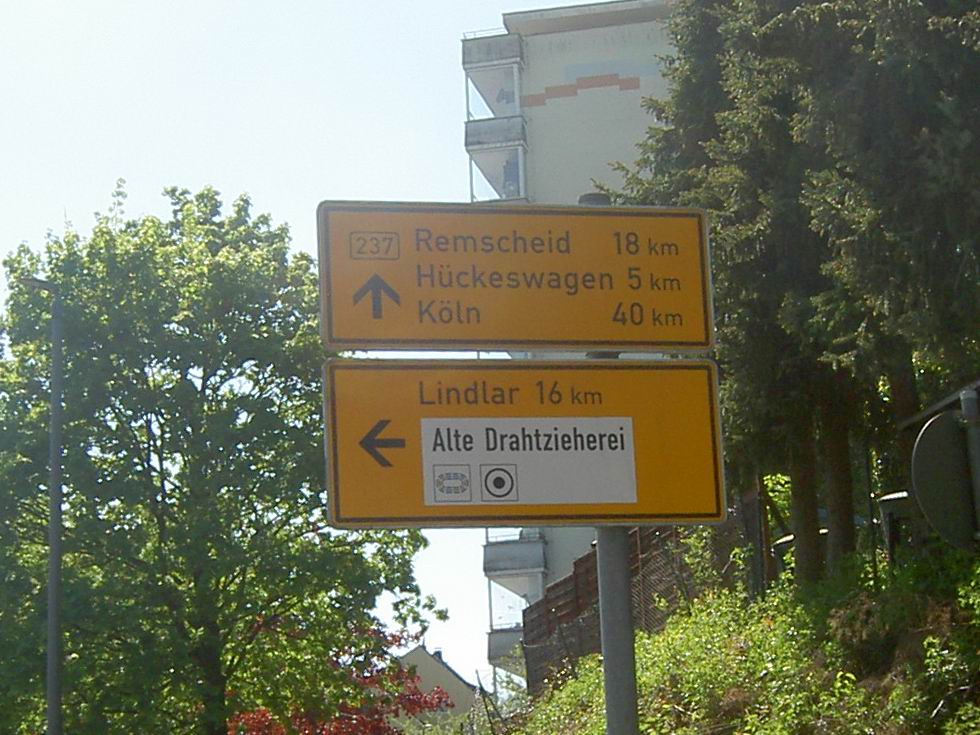 237 Remscheid 18 km
Hückeswagen 5 km
Köln 40 km
Lindlar 16 km
Alte Drahtzieherei